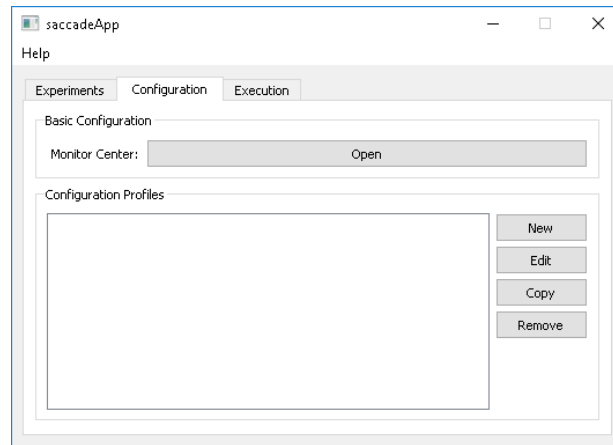 saccadeApp
Help
Experiments Configuration Execution
Basic Configuration
Monitor Center: Open
Configuration Profiles
New
Edit
Copy
Remove